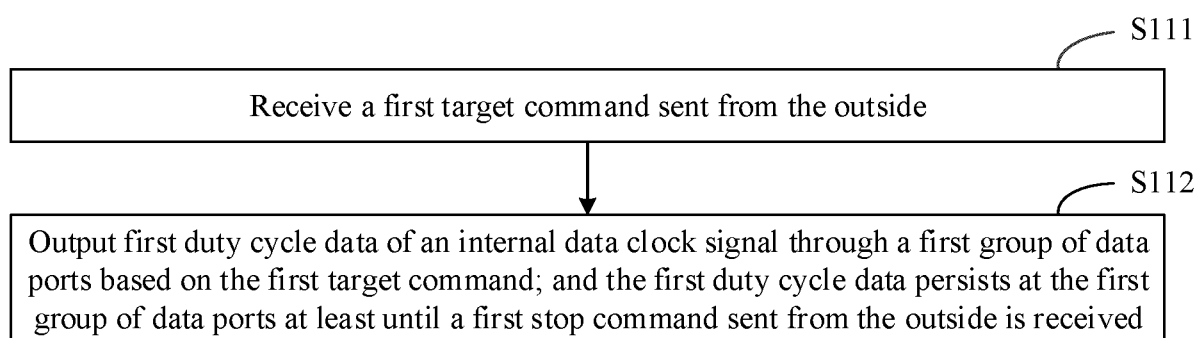 S111
Receive a first target command sent from the outside
S112
Output first duty cycle data of an internal data clock signal through a first group of data
ports based on the first target command; and the first duty cycle data persists at the first
group of data ports at least until a first stop command sent from the outside is received